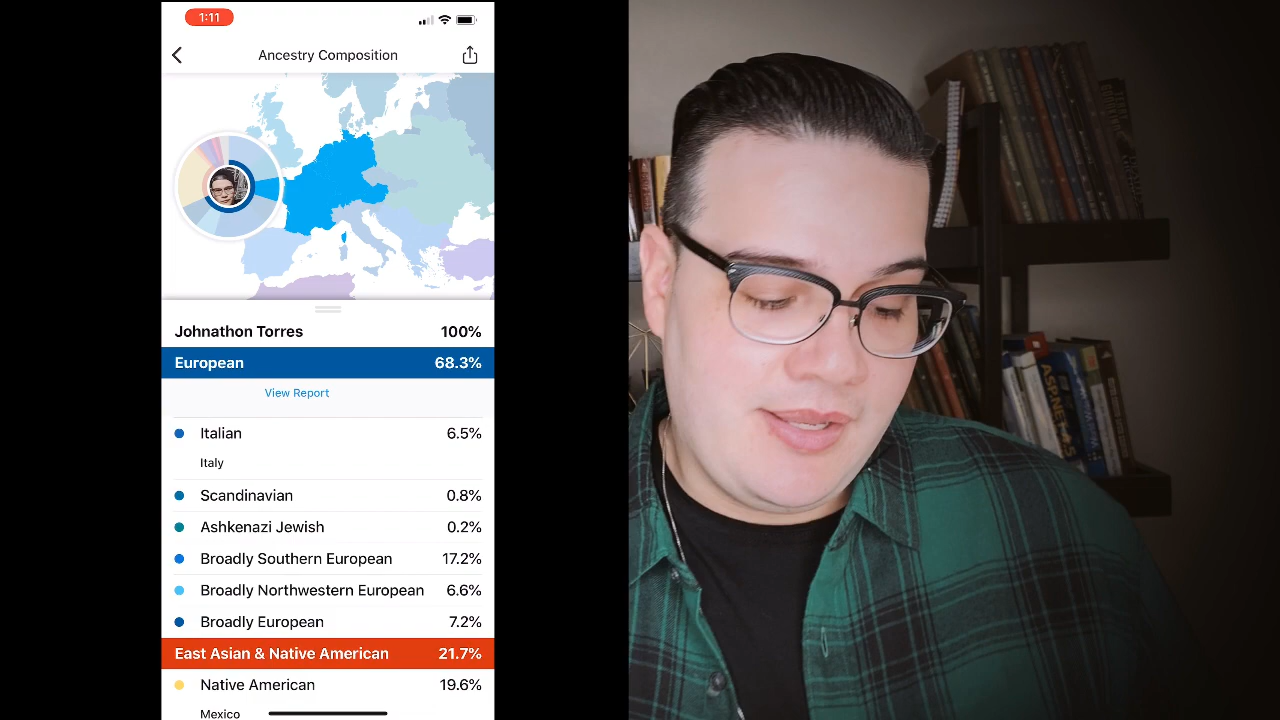 1:11
Ancestry Composition
Johnathon Torres 100%
European 68.3%
View Report
Italian 6.5%
Italy
Scandinavian 0.8%
Ashkenazi Jewish 0.2%
Broadly Southern European 17.2%
Broadly Northwestern European 6.6%
Broadly European 7.2%
East Asian & Native American 21.7%
Native American 19.6%
Mexico